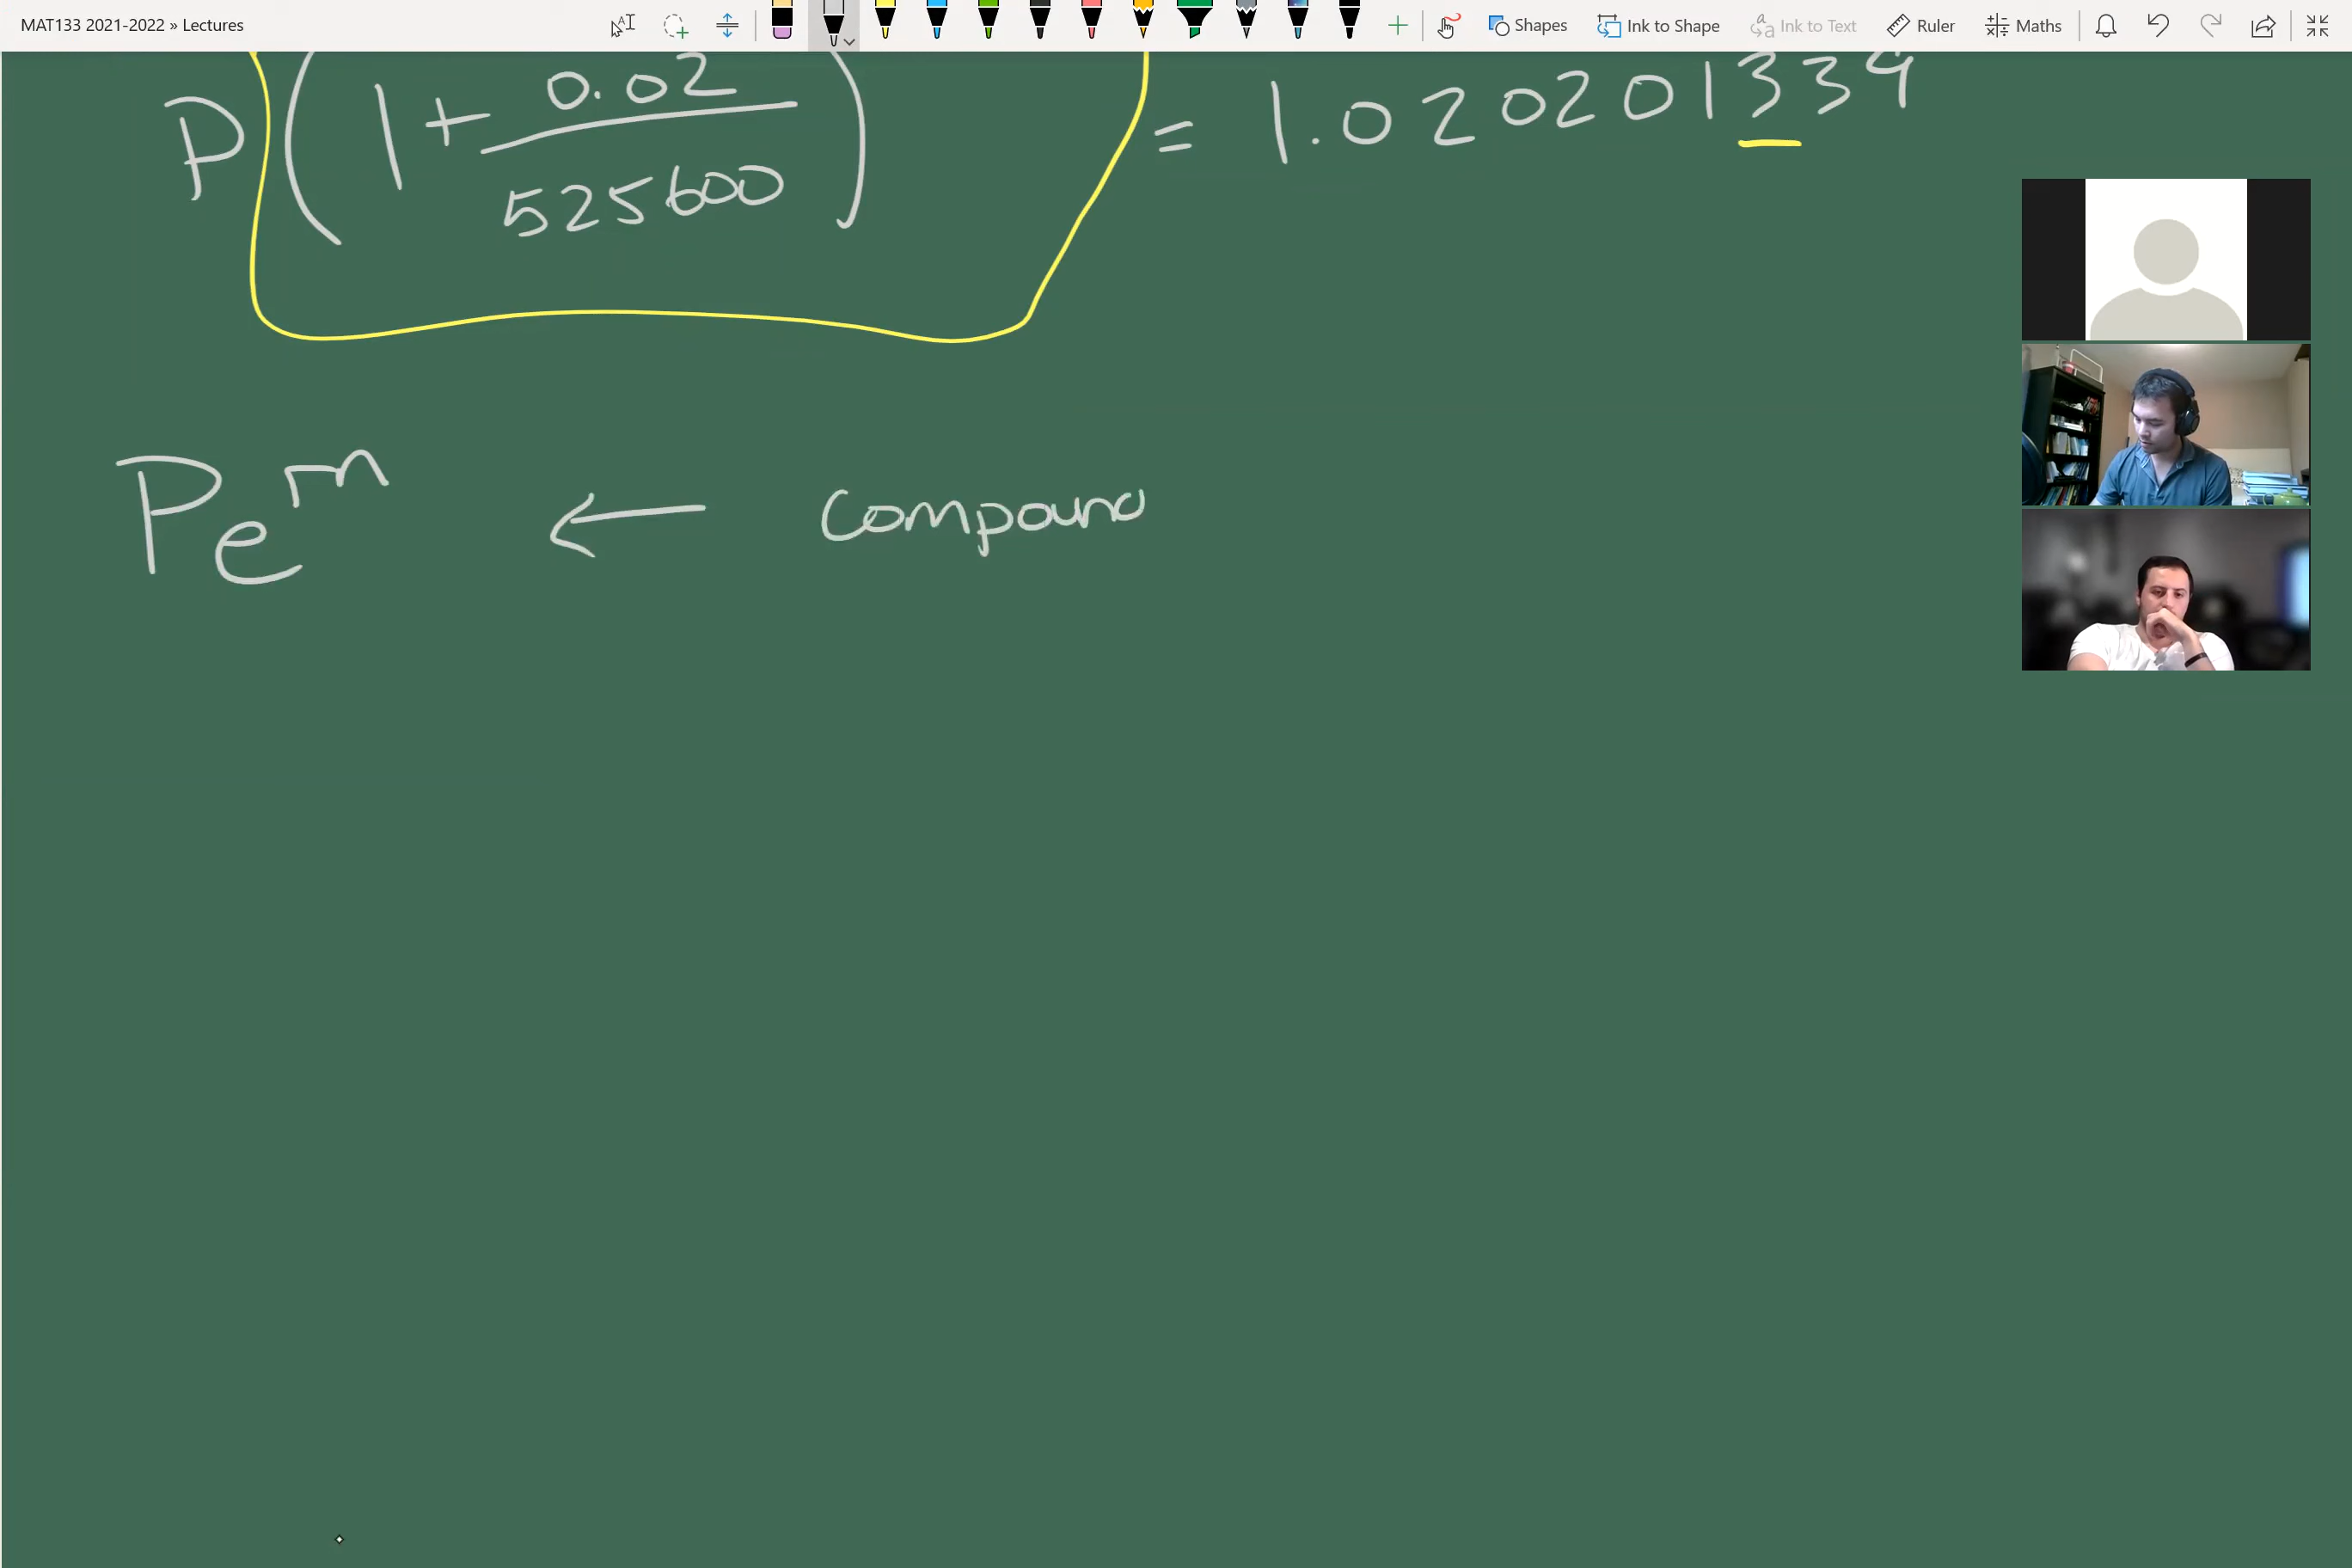 MAT133 2021-2022 » Lectures
Shapes
Ink to Shape
Ink to Text
Ruler
Maths
P(1+ 0.02 / 525600) = 1.020201339
Pe^rn ← Compound